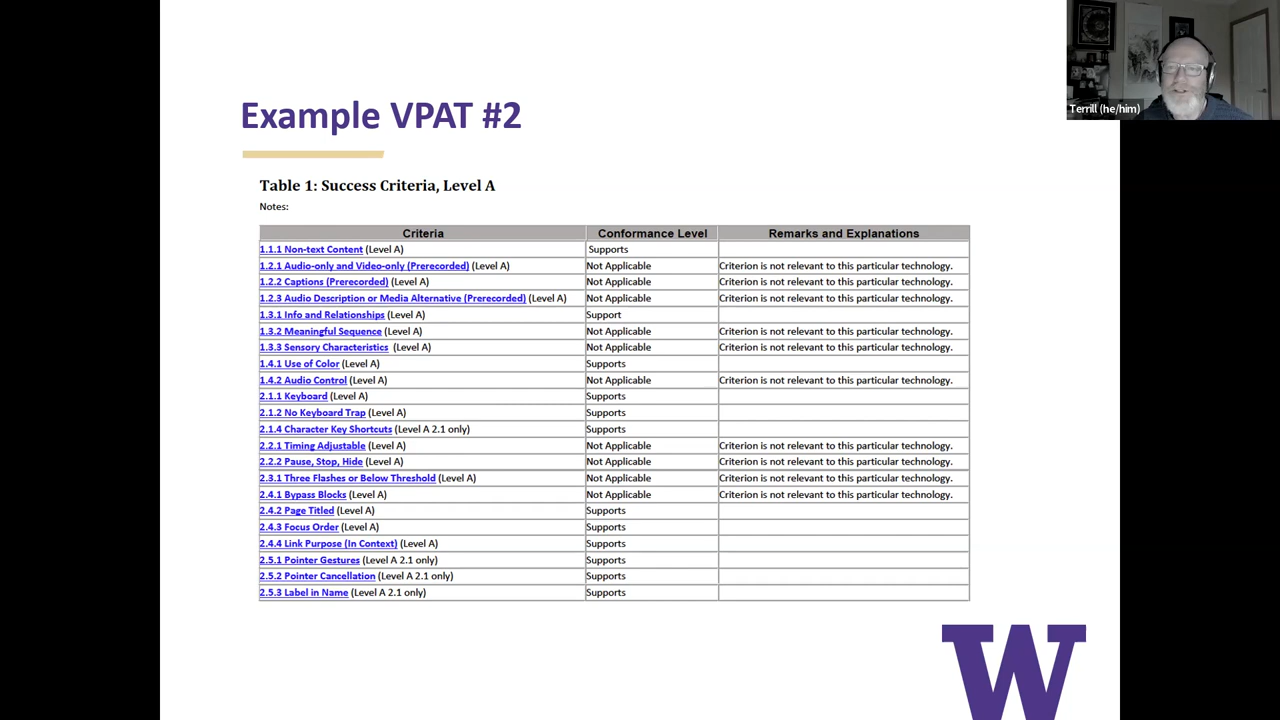 Terrill (he/him)
Example VPAT #2
Table 1: Success Criteria, Level A
Notes:
Criteria Conformance Level Remarks and Explanations
1.1.1 Non-text Content (Level A) Supports
1.2.1 Audio-only and Video-only (Prerecorded) (Level A) Not Applicable Criterion is not relevant to this particular technology.
1.2.2 Captions (Prerecorded) (Level A) Not Applicable Criterion is not relevant to this particular technology.
1.2.3 Audio Description or Media Alternative (Prerecorded) (Level A) Not Applicable Criterion is not relevant to this particular technology.
1.3.1 Info and Relationships (Level A) Support
1.3.2 Meaningful Sequence (Level A) Not Applicable Criterion is not relevant to this particular technology.
1.3.3 Sensory Characteristics (Level A) Not Applicable Criterion is not relevant to this particular technology.
1.4.1 Use of Color (Level A) Supports
1.4.2 Audio Control (Level A) Not Applicable Criterion is not relevant to this particular technology.
2.1.1 Keyboard (Level A) Supports
2.1.2 No Keyboard Trap (Level A) Supports
2.1.4 Character Key Shortcuts (Level A 2.1 only) Supports
2.2.1 Timing Adjustable (Level A) Not Applicable Criterion is not relevant to this particular technology.
2.2.2 Pause, Stop, Hide (Level A) Not Applicable Criterion is not relevant to this particular technology.
2.3.1 Three Flashes or Below Threshold (Level A) Not Applicable Criterion is not relevant to this particular technology.
2.4.1 Bypass Blocks (Level A) Not Applicable Criterion is not relevant to this particular technology.
2.4.2 Page Titled (Level A) Supports
2.4.3 Focus Order (Level A) Supports
2.4.4 Link Purpose (In Context) (Level A) Supports
2.5.1 Pointer Gestures (Level A 2.1 only) Supports
2.5.2 Pointer Cancellation (Level A 2.1 only) Supports
2.5.3 Label in Name (Level A 2.1 only) Supports
W